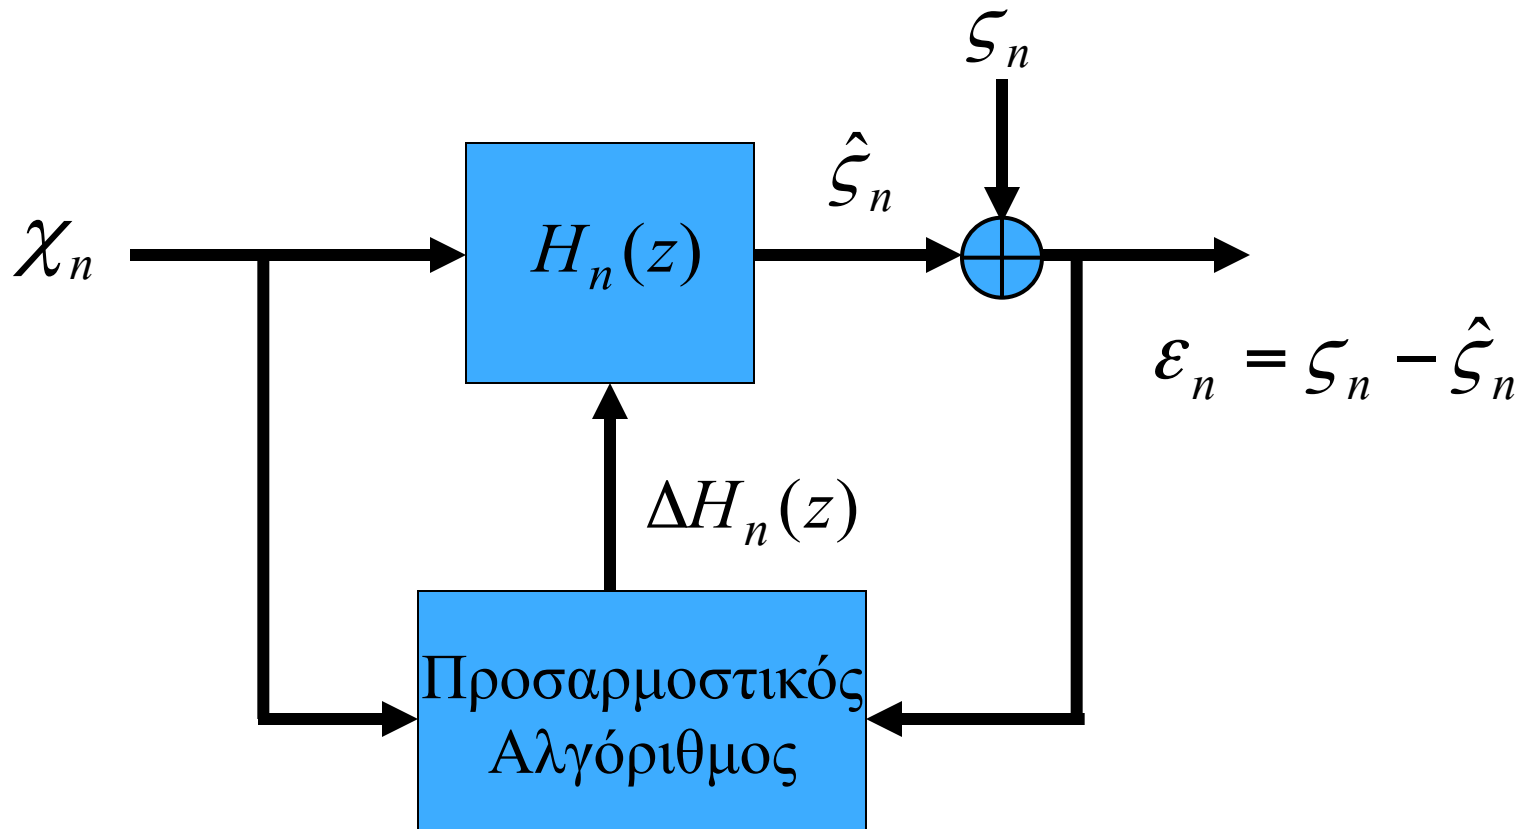 ς_n
ς̂_n
χ_n
H_n(z)
ε_n = ς_n − ς̂_n
ΔH_n(z)
Προσαρμοστικός
Αλγόριθμος